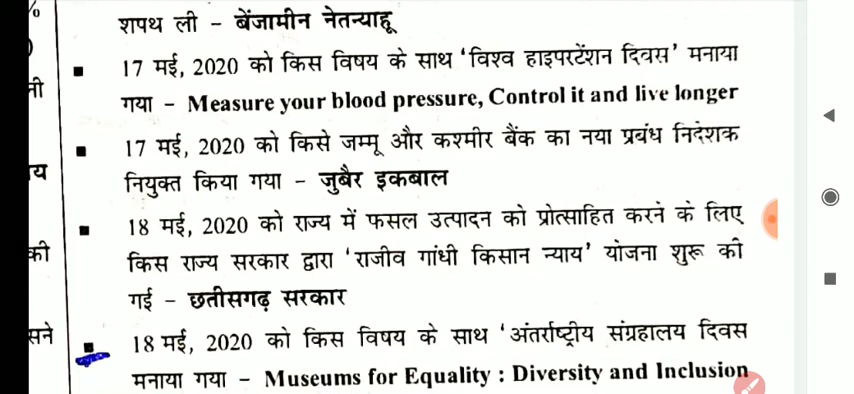 %
)
शपथ ली – बेंजामीन नेतन्याहू
▪ 17 मई, 2020 को किस विषय के साथ ‘विश्व हाइपरटेंशन दिवस’ मनाया
नी
गया – Measure your blood pressure, Control it and live longer
▪ 17 मई, 2020 को किसे जम्मू और कश्मीर बैंक का नया प्रबंध निदेशक
य
नियुक्त किया गया – जुबैर इकबाल
▪ 18 मई, 2020 को राज्य में फसल उत्पादन को प्रोत्साहित करने के लिए
की
किस राज्य सरकार द्वारा ‘राजीव गांधी किसान न्याय’ योजना शुरू की
गई – छतीसगढ़ सरकार
सने
▪ 18 मई, 2020 को किस विषय के साथ ‘अंतर्राष्ट्रीय संग्रहालय दिवस
मनाया गया – Museums for Equality : Diversity and Inclusion